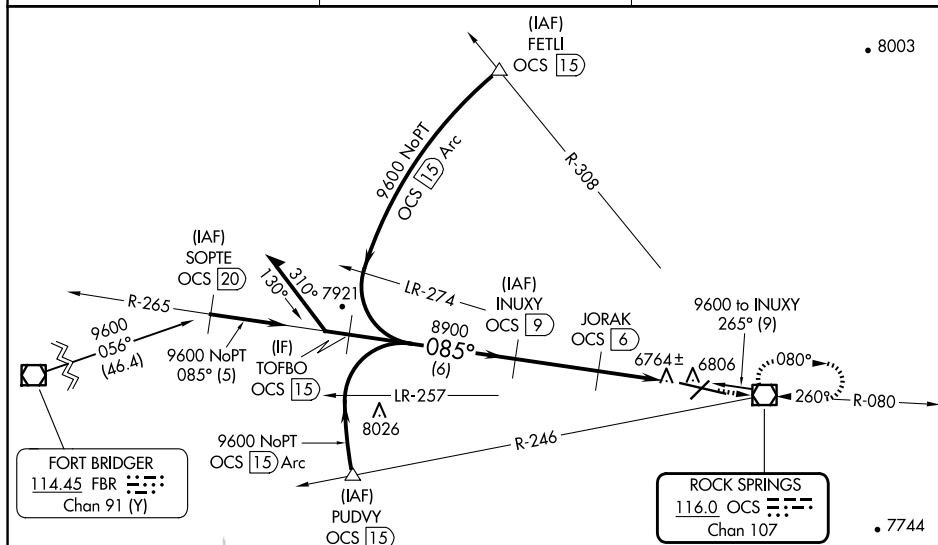 (IAF)
FETLI
OCS 15
8003
9600 NoPT
OCS 15 Arc
R-308
(IAF)
SOPTE
OCS 20
310°
130°
7921
LR-274
(IAF)
INUXY
OCS 9
JORAK
OCS 6
9600 to INUXY
265° (9)
R-265
9600
056°
(46.4)
9600 NoPT
085° (5)
(IF)
TOFBO
OCS 15
8900
085°
(6)
6764±
6806
080°
260°
R-080
LR-257
8026
R-246
9600 NoPT
OCS 15 Arc
(IAF)
PUDVY
OCS 15
FORT BRIDGER
114.45 FBR
Chan 91 (Y)
ROCK SPRINGS
116.0 OCS
Chan 107
7744